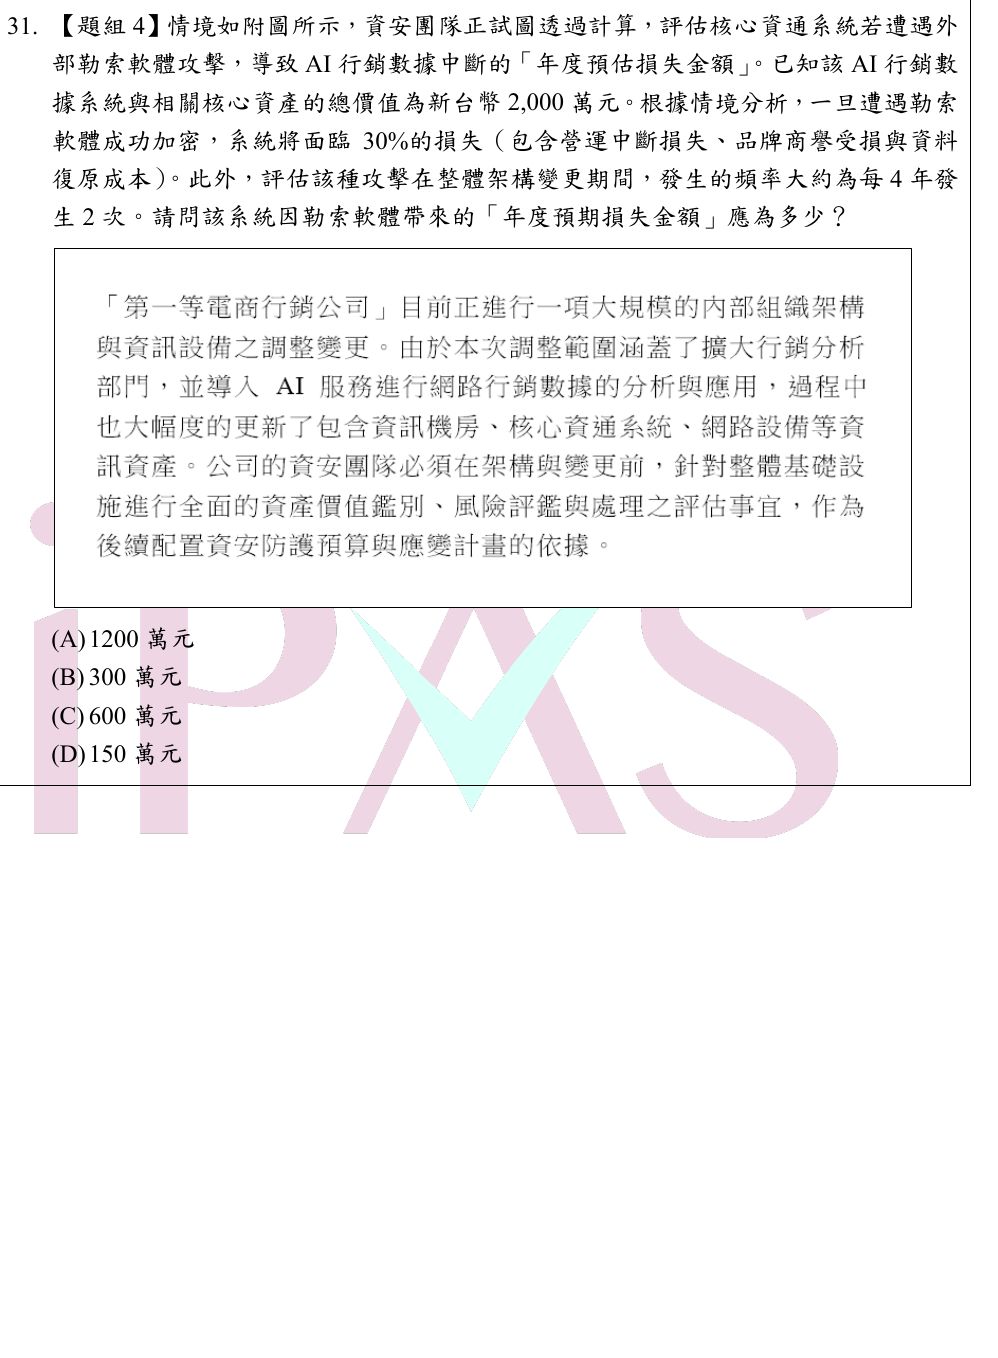 31. 【題組 4】情境如附圖所示，資安團隊正試圖透過計算，評估核心資通系統若遭遇外
部勒索軟體攻擊，導致 AI 行銷數據中斷的「年度預估損失金額」。已知該 AI 行銷數
據系統與相關核心資產的總價值為新台幣 2,000 萬元。根據情境分析，一旦遭遇勒索
軟體成功加密，系統將面臨 30%的損失（包含營運中斷損失、品牌商譽受損與資料
復原成本）。此外，評估該種攻擊在整體架構變更期間，發生的頻率大約為每 4 年發
生 2 次。請問該系統因勒索軟體帶來的「年度預期損失金額」應為多少？
「第一等電商行銷公司」目前正進行一項大規模的內部組織架構
與資訊設備之調整變更。由於本次調整範圍涵蓋了擴大行銷分析
部門，並導入 AI 服務進行網路行銷數據的分析與應用，過程中
也大幅度的更新了包含資訊機房、核心資通系統、網路設備等資
訊資產。公司的資安團隊必須在架構與變更前，針對整體基礎設
施進行全面的資產價值鑑別、風險評鑑與處理之評估事宜，作為
後續配置資安防護預算與應變計畫的依據。
(A) 1200 萬元
(B) 300 萬元
(C) 600 萬元
(D) 150 萬元
iPAS